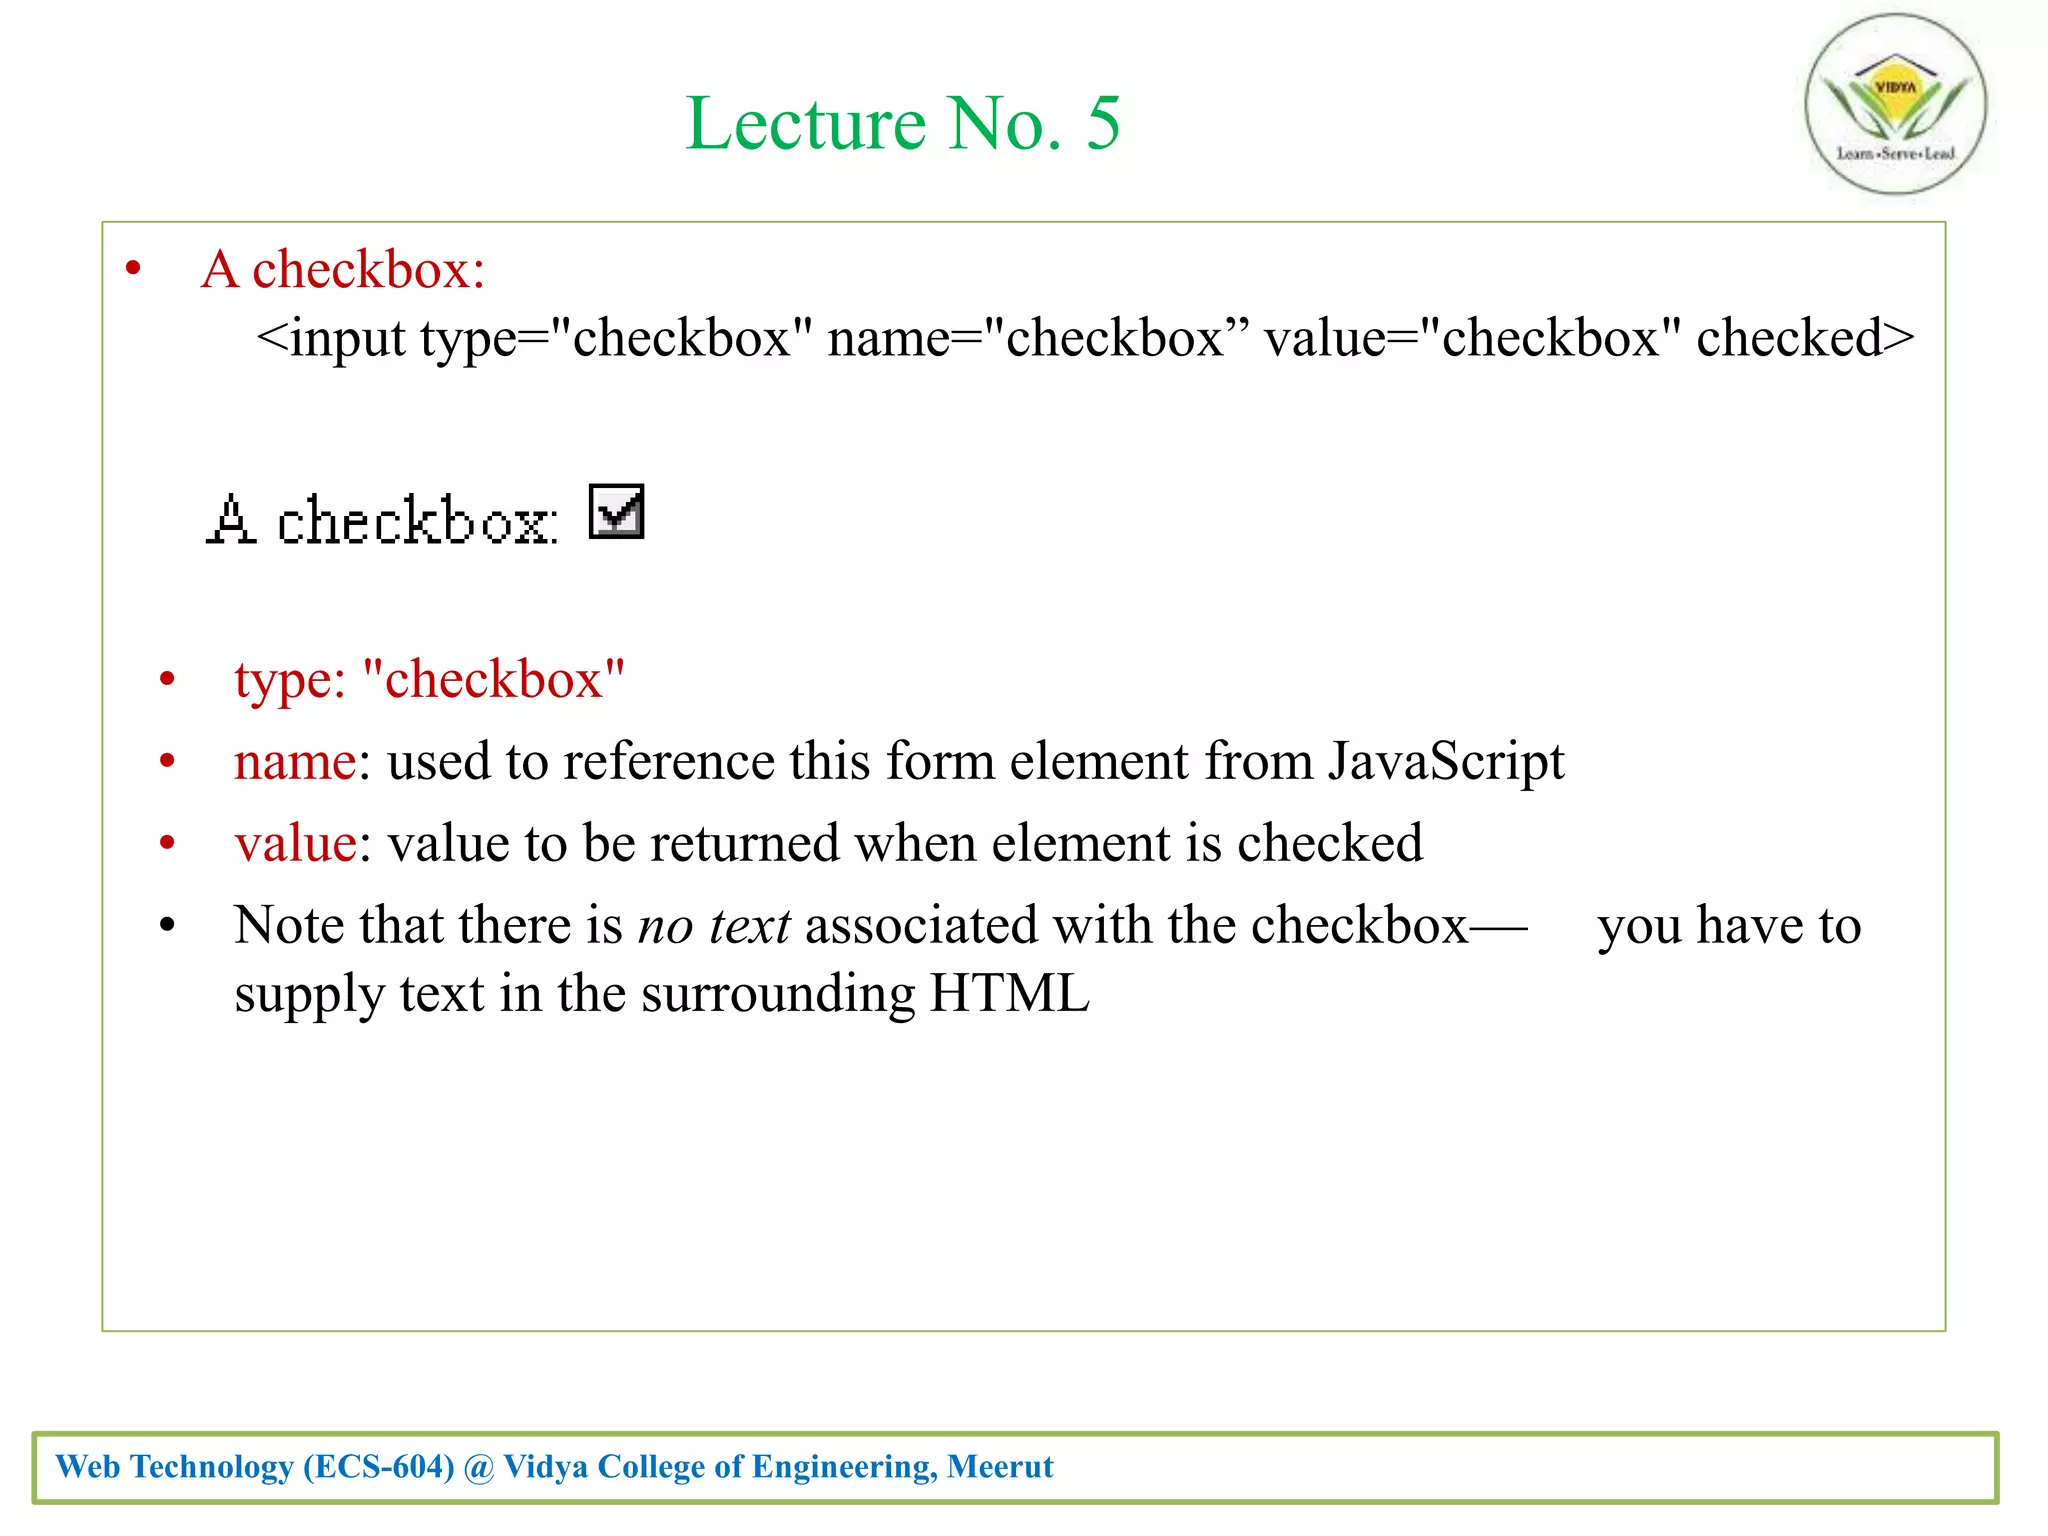 Lecture No. 5
VIDYA
Learn•Serve•Lead
• A checkbox:
<input type="checkbox" name="checkbox” value="checkbox" checked>
A checkbox:
• type: "checkbox"
• name: used to reference this form element from JavaScript
• value: value to be returned when element is checked
• Note that there is no text associated with the checkbox— you have to
supply text in the surrounding HTML
Web Technology (ECS-604) @ Vidya College of Engineering, Meerut